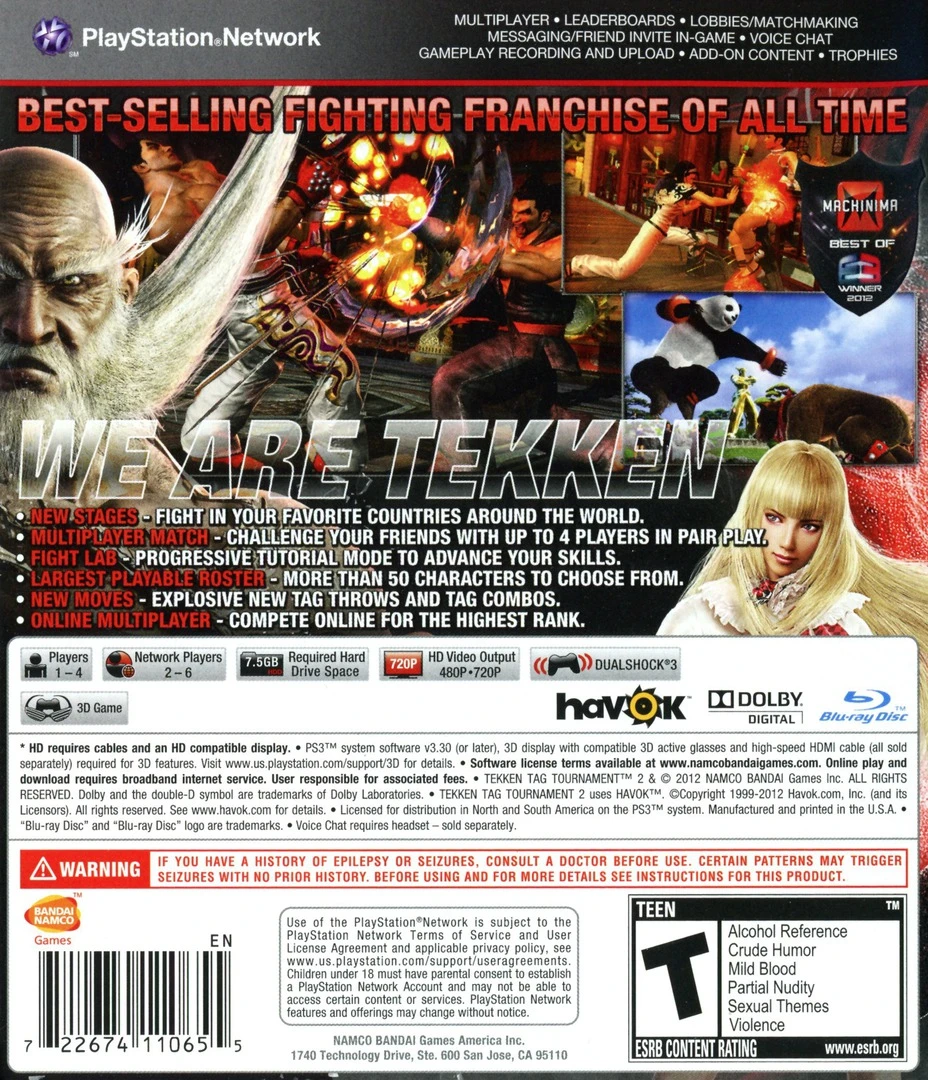 PlayStation®Network
SM
MULTIPLAYER • LEADERBOARDS • LOBBIES/MATCHMAKING
MESSAGING/FRIEND INVITE IN-GAME • VOICE CHAT
GAMEPLAY RECORDING AND UPLOAD • ADD-ON CONTENT • TROPHIES
BEST-SELLING FIGHTING FRANCHISE OF ALL TIME
MACHINIMA
BEST OF
E3
WINNER
2012
WE ARE TEKKEN
• NEW STAGES - FIGHT IN YOUR FAVORITE COUNTRIES AROUND THE WORLD.
• MULTIPLAYER MATCH - CHALLENGE YOUR FRIENDS WITH UP TO 4 PLAYERS IN PAIR PLAY.
• FIGHT LAB - PROGRESSIVE TUTORIAL MODE TO ADVANCE YOUR SKILLS.
• LARGEST PLAYABLE ROSTER - MORE THAN 50 CHARACTERS TO CHOOSE FROM.
• NEW MOVES - EXPLOSIVE NEW TAG THROWS AND TAG COMBOS.
• ONLINE MULTIPLAYER - COMPETE ONLINE FOR THE HIGHEST RANK.
Players
1 – 4
Network Players
2 – 6
7.5GB
HDD
Required Hard
Drive Space
720P
HD Video Output
480P•720P
DUALSHOCK®3
3D Game
havok™
DOLBY
DIGITAL
Blu-ray Disc™
* HD requires cables and an HD compatible display. • PS3™ system software v3.30 (or later), 3D display with compatible 3D active glasses and high-speed HDMI cable (all sold
separately) required for 3D features. Visit www.us.playstation.com/support/3D for details. • Software license terms available at www.namcobandaigames.com. Online play and
download requires broadband internet service. User responsible for associated fees. • TEKKEN TAG TOURNAMENT™ 2 & © 2012 NAMCO BANDAI Games Inc. ALL RIGHTS
RESERVED. Dolby and the double-D symbol are trademarks of Dolby Laboratories. • TEKKEN TAG TOURNAMENT 2 uses HAVOK™. ©Copyright 1999-2012 Havok.com, Inc. (and its
Licensors). All rights reserved. See www.havok.com for details. • Licensed for distribution in North and South America on the PS3™ system. Manufactured and printed in the U.S.A. •
“Blu-ray Disc” and “Blu-ray Disc” logo are trademarks. • Voice Chat requires headset – sold separately.
WARNING
IF YOU HAVE A HISTORY OF EPILEPSY OR SEIZURES, CONSULT A DOCTOR BEFORE USE. CERTAIN PATTERNS MAY TRIGGER
SEIZURES WITH NO PRIOR HISTORY. BEFORE USING AND FOR MORE DETAILS SEE INSTRUCTIONS FOR THIS PRODUCT.
BANDAI
NAMCO
™
Games
EN
7 22674 11065 5
Use of the PlayStation®Network is subject to the
PlayStation Network Terms of Service and User
License Agreement and applicable privacy policy, see
www.us.playstation.com/support/useragreements.
Children under 18 must have parental consent to establish
a PlayStation Network Account and may not be able to
access certain content or services. PlayStation Network
features and offerings may change without notice.
NAMCO BANDAI Games America Inc.
1740 Technology Drive, Ste. 600 San Jose, CA 95110
TEEN
™
T
Alcohol Reference
Crude Humor
Mild Blood
Partial Nudity
Sexual Themes
Violence
ESRB CONTENT RATING
www.esrb.org